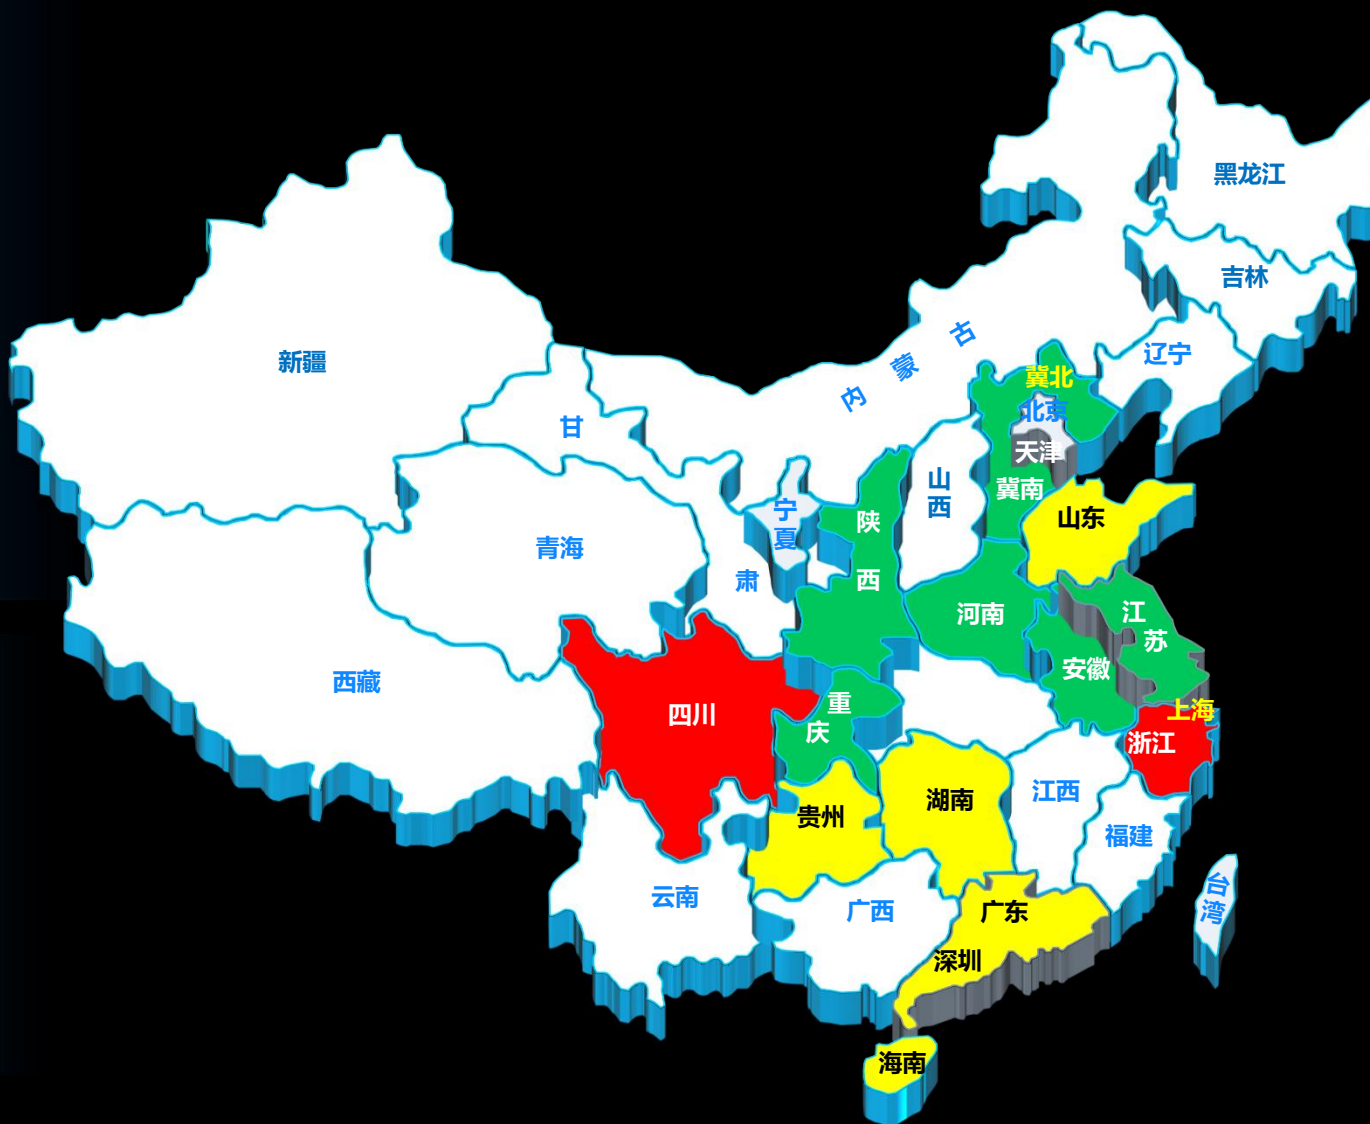 黑龙江
吉林
辽宁
内蒙古
新疆
冀北
北京
天津
冀南
甘
肃
山西
宁夏
陕西
山东
青海
河南
江苏
安徽
西藏
四川
重庆
上海
浙江
湖南
江西
贵州
福建
云南
广西
广东
台湾
深圳
海南